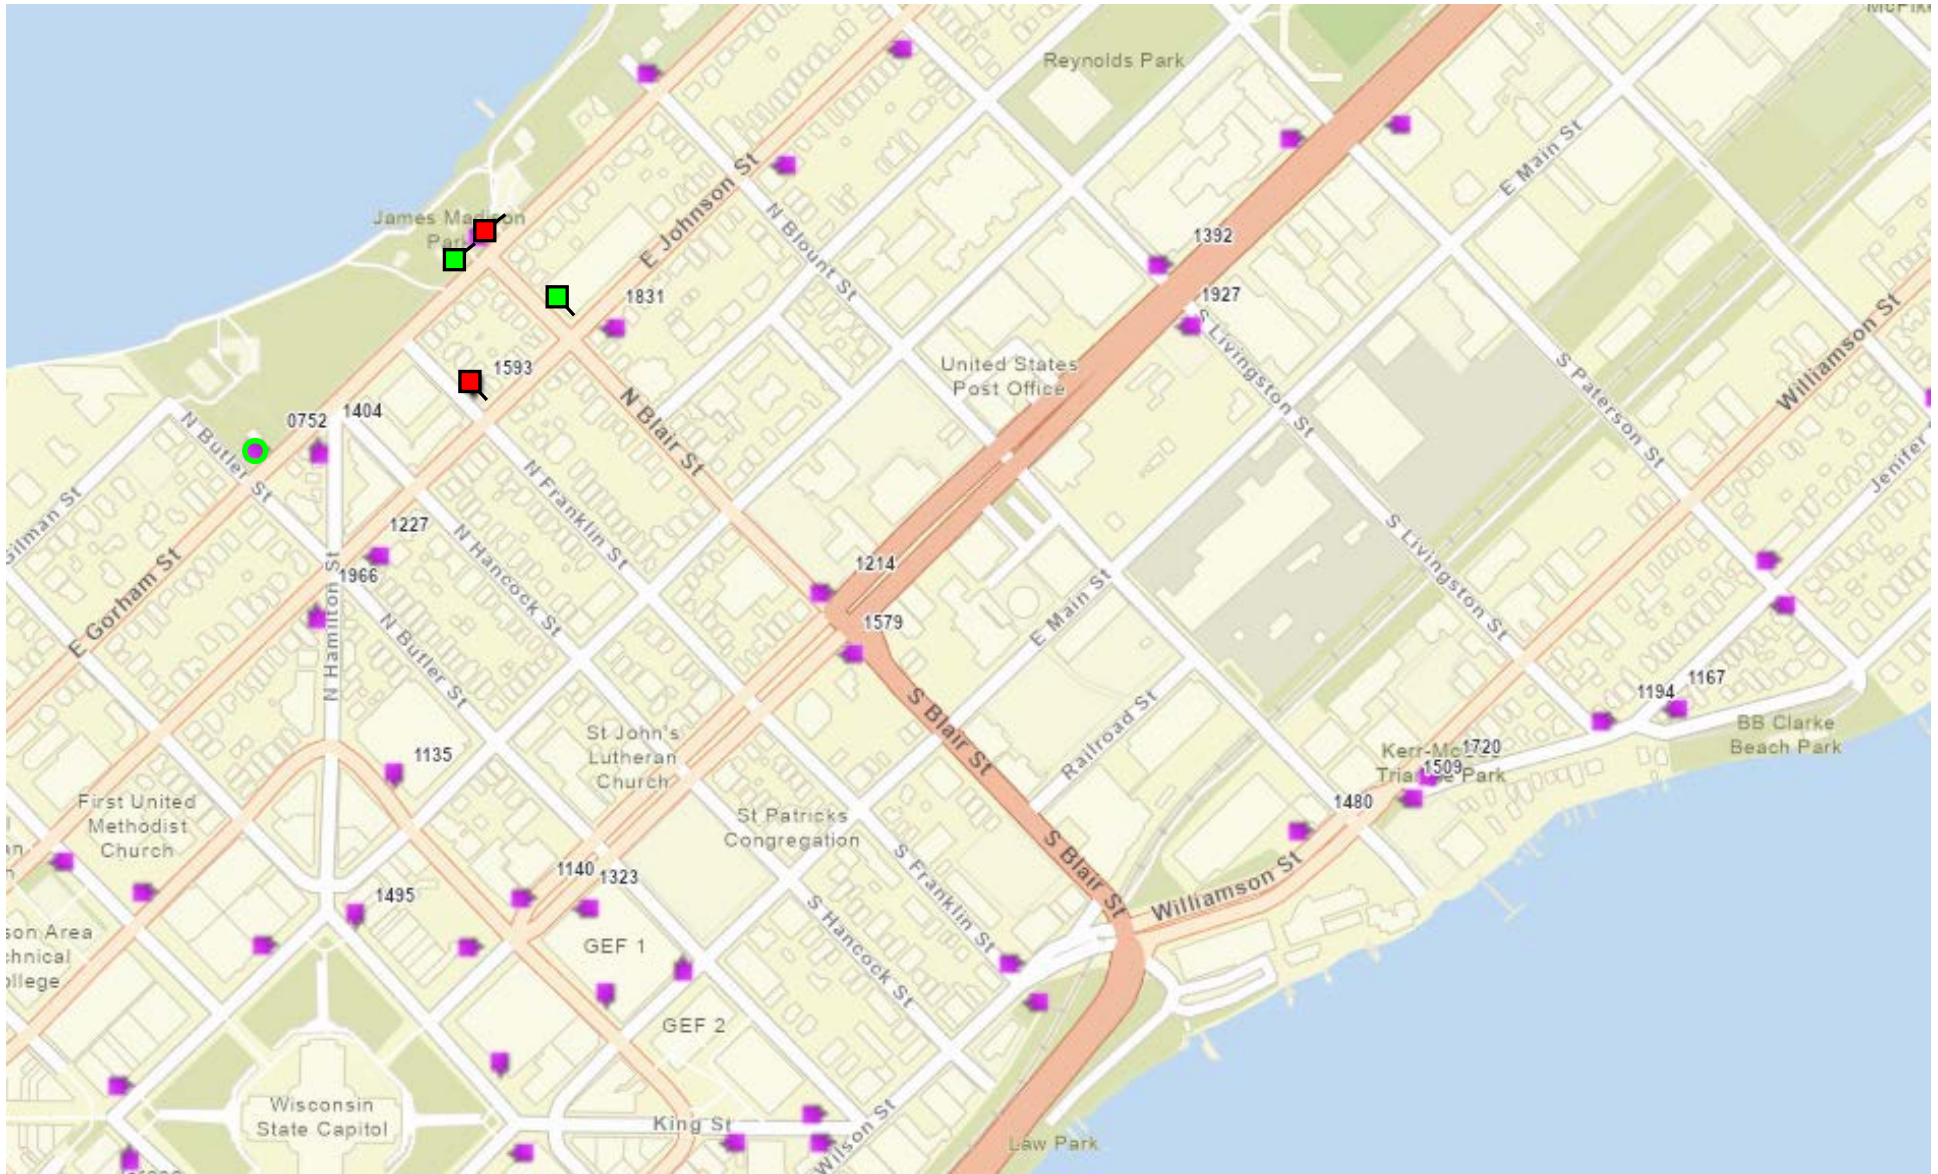 Reynolds Park
E Main St
James Madison
E Johnson St
N Blount St
1392
1927
1831
S Livingston St
United States
Post Office
1593
S Paterson St
Williamson St
N Blair St
0752
1404
N Butler St
Jenifer
Gilman St
N Franklin St
1227
N Hancock St
S Livingston St
E Gorham St
1966
N Hamilton St
1214
E Main St
1579
N Butler St
S Blair St
Railroad St
1194
1167
BB Clarke
Beach Park
St John's
Lutheran
Church
1135
1720
1509
1480
First United
Methodist
Church
St Patricks
Congregation
S Franklin St
S Blair St
Williamson St
1140
1323
1495
S Hancock St
GEF 1
GEF 2
Wisconsin
State Capitol
King St
Wilson St
Law Park